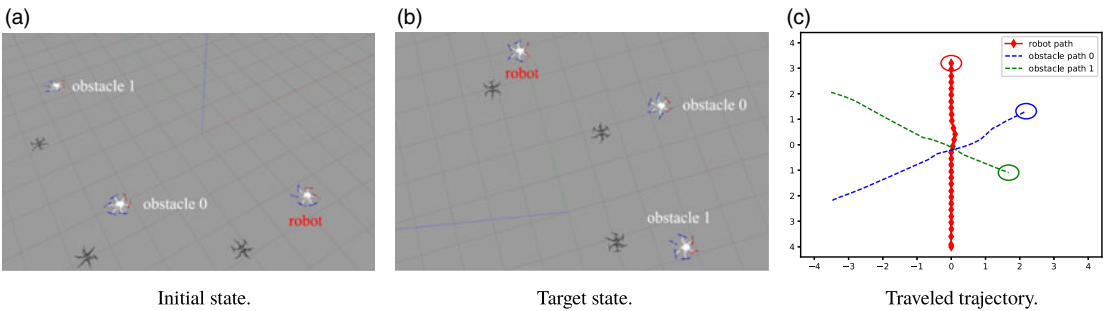 (a)
obstacle 1
obstacle 0
robot
Initial state.
(b)
robot
obstacle 0
obstacle 1
Target state.
(c)
robot path
obstacle path 0
obstacle path 1
4
3
2
1
0
1
2
3
4
−4 −3 −2 −1 0 1 2 3 4
Traveled trajectory.